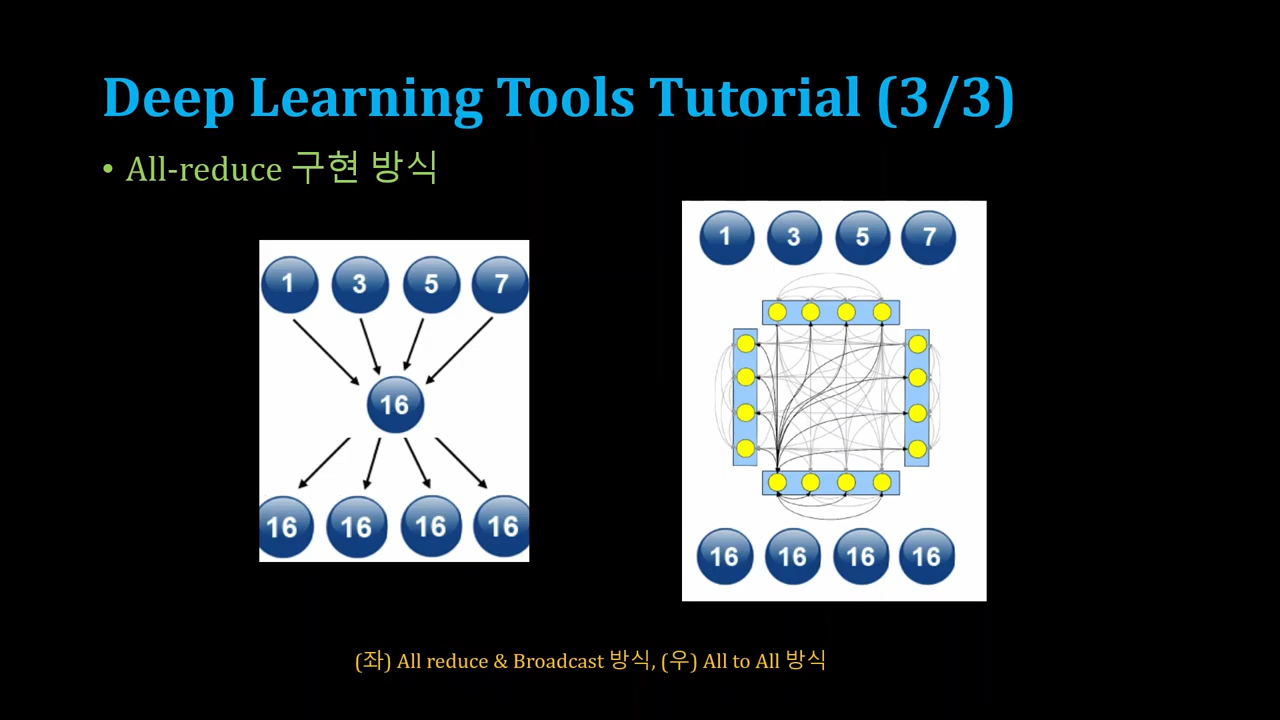 Deep Learning Tools Tutorial (3/3)
• All-reduce 구현 방식
1 3 5 7
16
16 16 16 16
1 3 5 7
16 16 16 16
(좌) All reduce & Broadcast 방식, (우) All to All 방식